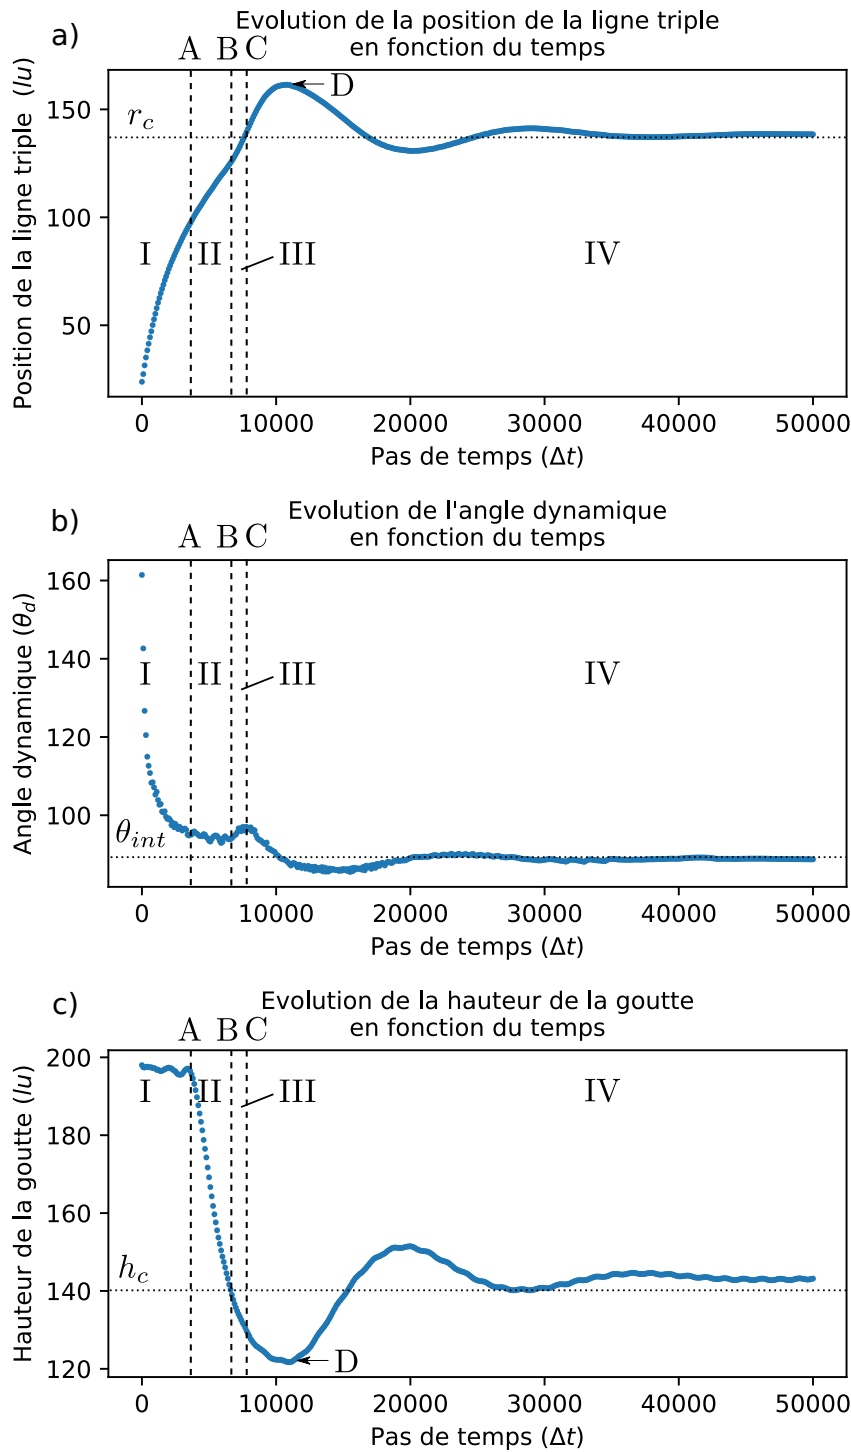 a)
Evolution de la position de la ligne triple
en fonction du temps
A B C
D
r_c
I II III IV
150
100
50
Position de la ligne triple (lu)
0 10000 20000 30000 40000 50000
Pas de temps (Δt)
b)
Evolution de l'angle dynamique
en fonction du temps
A B C
160
140
120
100
I II III IV
θ_int
Angle dynamique (θ_d)
0 10000 20000 30000 40000 50000
Pas de temps (Δt)
c)
Evolution de la hauteur de la goutte
en fonction du temps
A B C
200
180
160
140
120
I II III IV
h_c
D
Hauteur de la goutte (lu)
0 10000 20000 30000 40000 50000
Pas de temps (Δt)